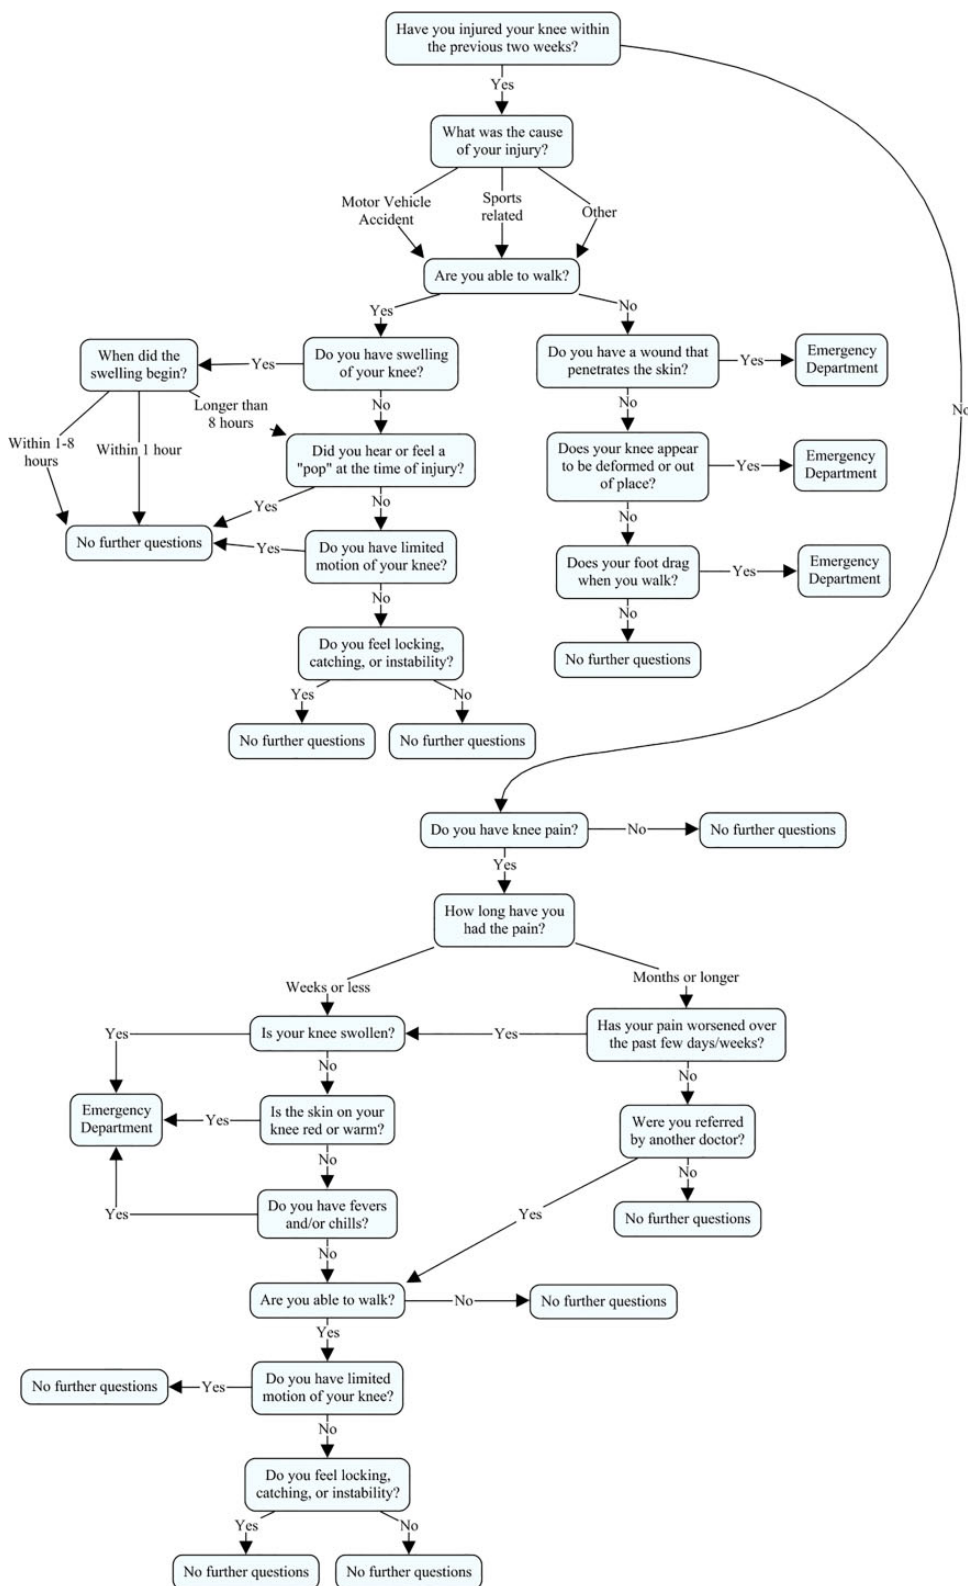 Have you injured your knee within
the previous two weeks?
Yes
What was the cause
of your injury?
Motor Vehicle
Accident
Sports
related
Other
Are you able to walk?
Yes
No
When did the
swelling begin?
Yes
Do you have swelling
of your knee?
Do you have a wound that
penetrates the skin?
Yes
Emergency
Department
No
Longer than
8 hours
No
No
Within 1-8
hours
Within 1 hour
Did you hear or feel a
"pop" at the time of injury?
Does your knee appear
to be deformed or out
of place?
Yes
Emergency
Department
Yes
No
No
No further questions
Yes
Do you have limited
motion of your knee?
Does your foot drag
when you walk?
Yes
Emergency
Department
No
No
Do you feel locking,
catching, or instability?
No further questions
Yes
No
No further questions
No further questions
Do you have knee pain?
No
No further questions
Yes
How long have you
had the pain?
Weeks or less
Months or longer
Yes
Is your knee swollen?
Yes
Has your pain worsened over
the past few days/weeks?
No
No
Emergency
Department
Yes
Is the skin on your
knee red or warm?
Were you referred
by another doctor?
No
No
Yes
Do you have fevers
and/or chills?
Yes
No further questions
No
Are you able to walk?
No
No further questions
Yes
No further questions
Yes
Do you have limited
motion of your knee?
No
Do you feel locking,
catching, or instability?
Yes
No
No further questions
No further questions